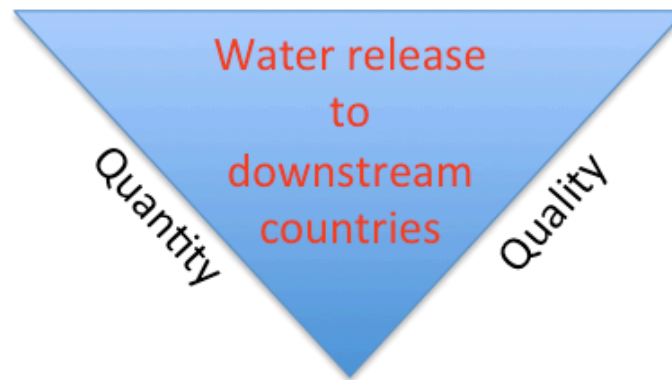 Water release
to
downstream
countries
Quantity
Quality